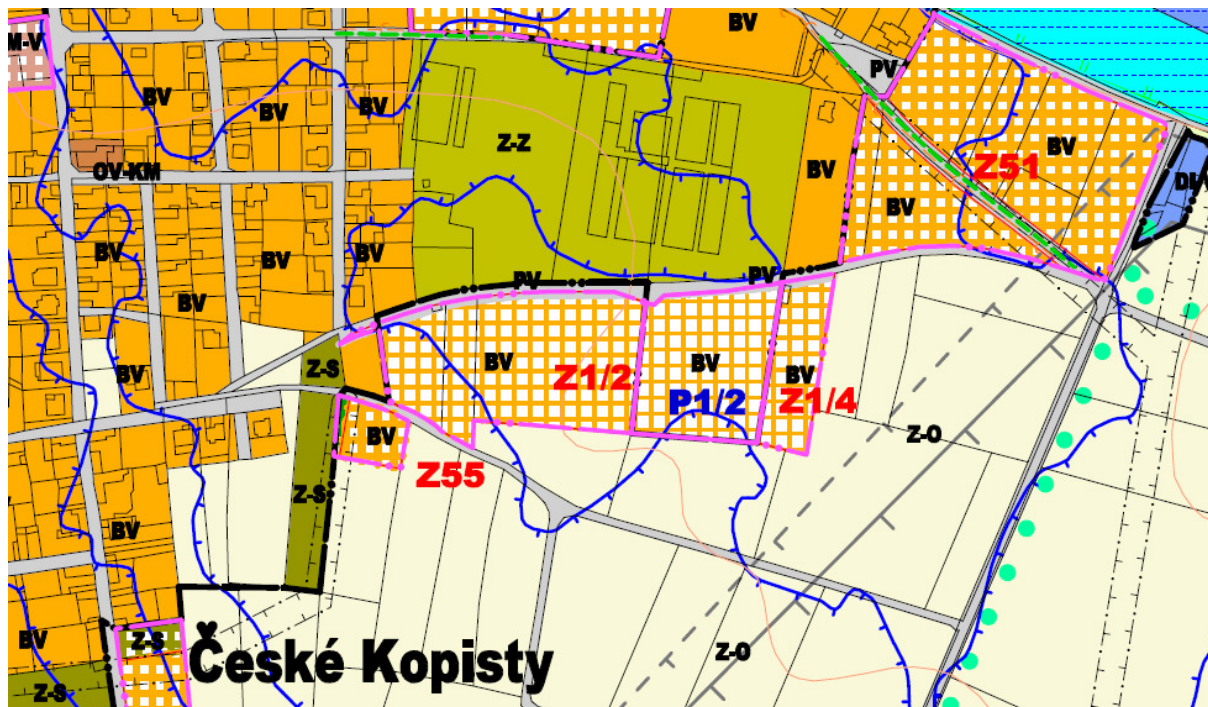 BV
M-V
PV
BV
BV
BV
Z-Z
BV
OV-KM
BV
Z51
DI
BV
BV
BV
BV
PV
PV
BV
BV
Z-S
BV
Z1/2
BV
P1/2
BV
Z1/4
BV
Z-O
Z55
Z-S
BV
BV
Z-S
České Kopisty
Z-O
Z-S